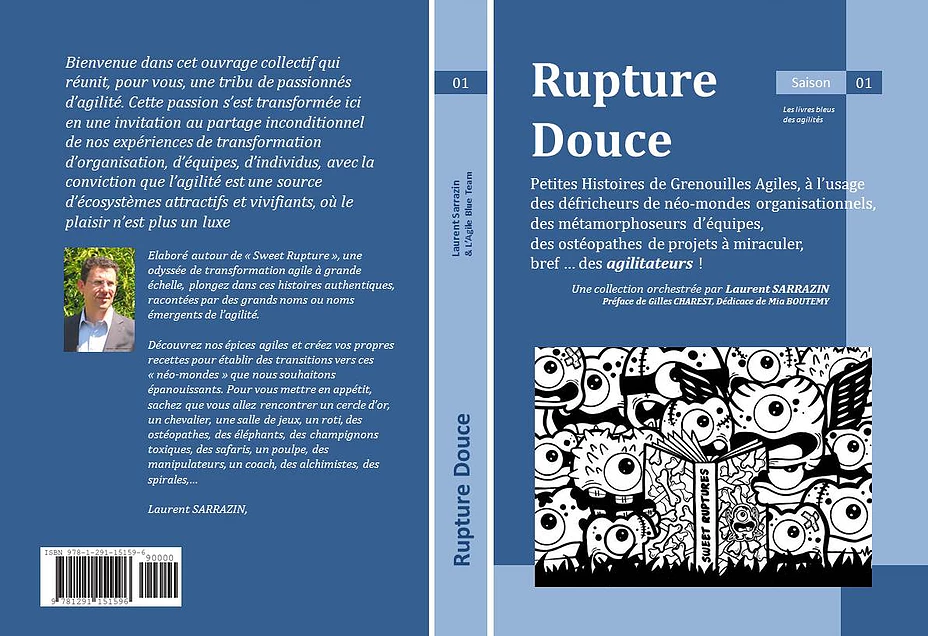 Bienvenue dans cet ouvrage collectif qui
réunit, pour vous, une tribu de passionnés
d’agilité. Cette passion s’est transformée ici
en une invitation au partage inconditionnel
de nos expériences de transformation
d’organisation, d’équipes, d’individus, avec la
conviction que l’agilité est une source
d’écosystèmes attractifs et vivifiants, où le
plaisir n’est plus un luxe
Elaboré autour de « Sweet Rupture », une
odyssée de transformation agile à grande
échelle, plongez dans ces histoires authentiques,
racontées par des grands noms ou noms
émergents de l’agilité.
Découvrez nos épices agiles et créez vos propres
recettes pour établir des transitions vers ces
« néo-mondes » que nous souhaitons
épanouissants. Pour vous mettre en appétit,
sachez que vous allez rencontrer un cercle d’or,
un chevalier, une salle de jeux, un roti, des
ostéopathes, des éléphants, des champignons
toxiques, des safaris, un poulpe, des
manipulateurs, un coach, des alchimistes, des
spirales,...
Laurent SARRAZIN,
ISBN 978-1-291-15159-6
90000
9 781291 151596
01
Laurent Sarrazin
& L’Agile Blue Team
Rupture Douce
Rupture
Douce
Saison 01
Les livres bleus
des agilités
Petites Histoires de Grenouilles Agiles, à l’usage
des défricheurs de néo-mondes organisationnels,
des métamorphoseurs d’équipes,
des ostéopathes de projets à miraculer,
bref ... des agilitateurs !
Une collection orchestrée par Laurent SARRAZIN
Préface de Gilles CHAREST, Dédicace de Mia BOUTEMY
SWEET RUPTURES